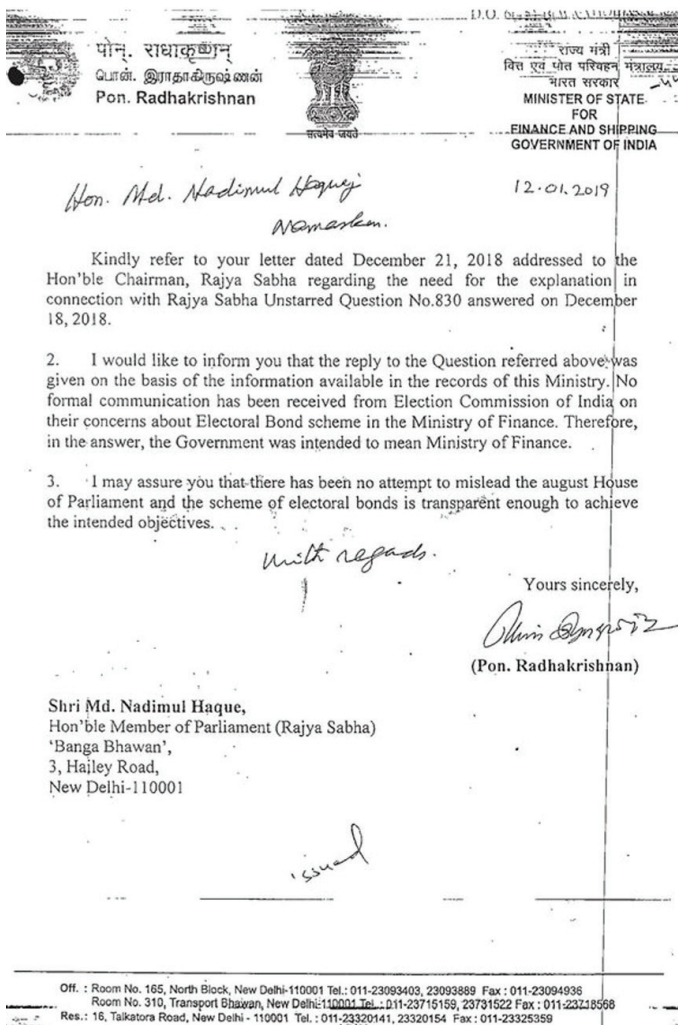 पोन्. राधाकृष्णन्
பொன். இராதாகிருஷ்ணன்
Pon. Radhakrishnan
सत्यमेव जयते
राज्य मंत्री
वित्त एवं पोत परिवहन मंत्रालय
भारत सरकार
MINISTER OF STATE
FOR
FINANCE AND SHIPPING
GOVERNMENT OF INDIA
12.01.2019
Hon. Md. Nadimul Haqueji
Namaskar.
Kindly refer to your letter dated December 21, 2018 addressed to the
Hon'ble Chairman, Rajya Sabha regarding the need for the explanation in
connection with Rajya Sabha Unstarred Question No.830 answered on December
18, 2018.
2. I would like to inform you that the reply to the Question referred above was
given on the basis of the information available in the records of this Ministry. No
formal communication has been received from Election Commission of India on
their concerns about Electoral Bond scheme in the Ministry of Finance. Therefore,
in the answer, the Government was intended to mean Ministry of Finance.
3. I may assure you that there has been no attempt to mislead the august House
of Parliament and the scheme of electoral bonds is transparent enough to achieve
the intended objectives.
with regards.
Yours sincerely,
(Pon. Radhakrishnan)
Shri Md. Nadimul Haque,
Hon'ble Member of Parliament (Rajya Sabha)
'Banga Bhawan',
3, Hailey Road,
New Delhi-110001
issued
Off. : Room No. 165, North Block, New Delhi-110001 Tel.: 011-23093403, 23093889 Fax : 011-23094936
Room No. 310, Transport Bhawan, New Delhi-110001 Tel. : 011-23715159, 23731522 Fax : 011-23718568
Res.: 16, Talkatora Road, New Delhi - 110001 Tel. : 011-23320141, 23320154 Fax : 011-23325359